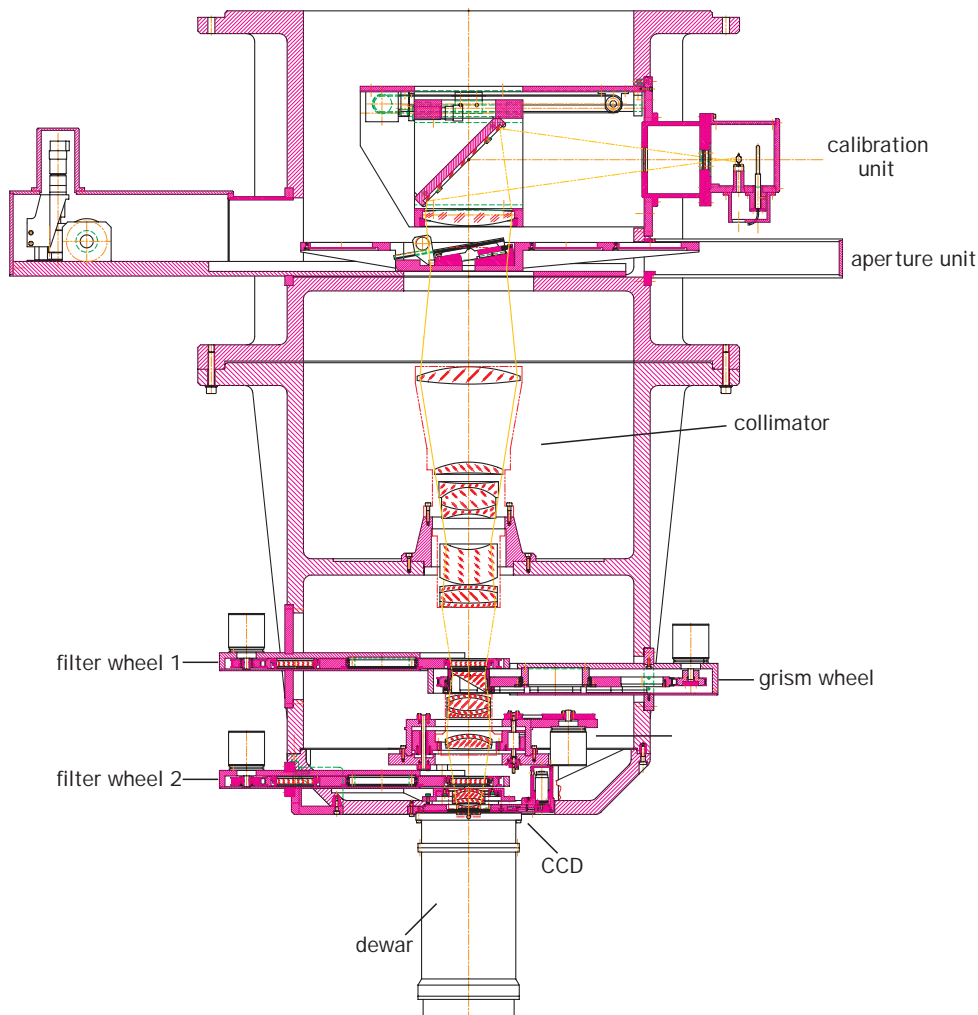 calibration
unit
aperture unit
collimator
filter wheel 1
grism wheel
filter wheel 2
CCD
dewar